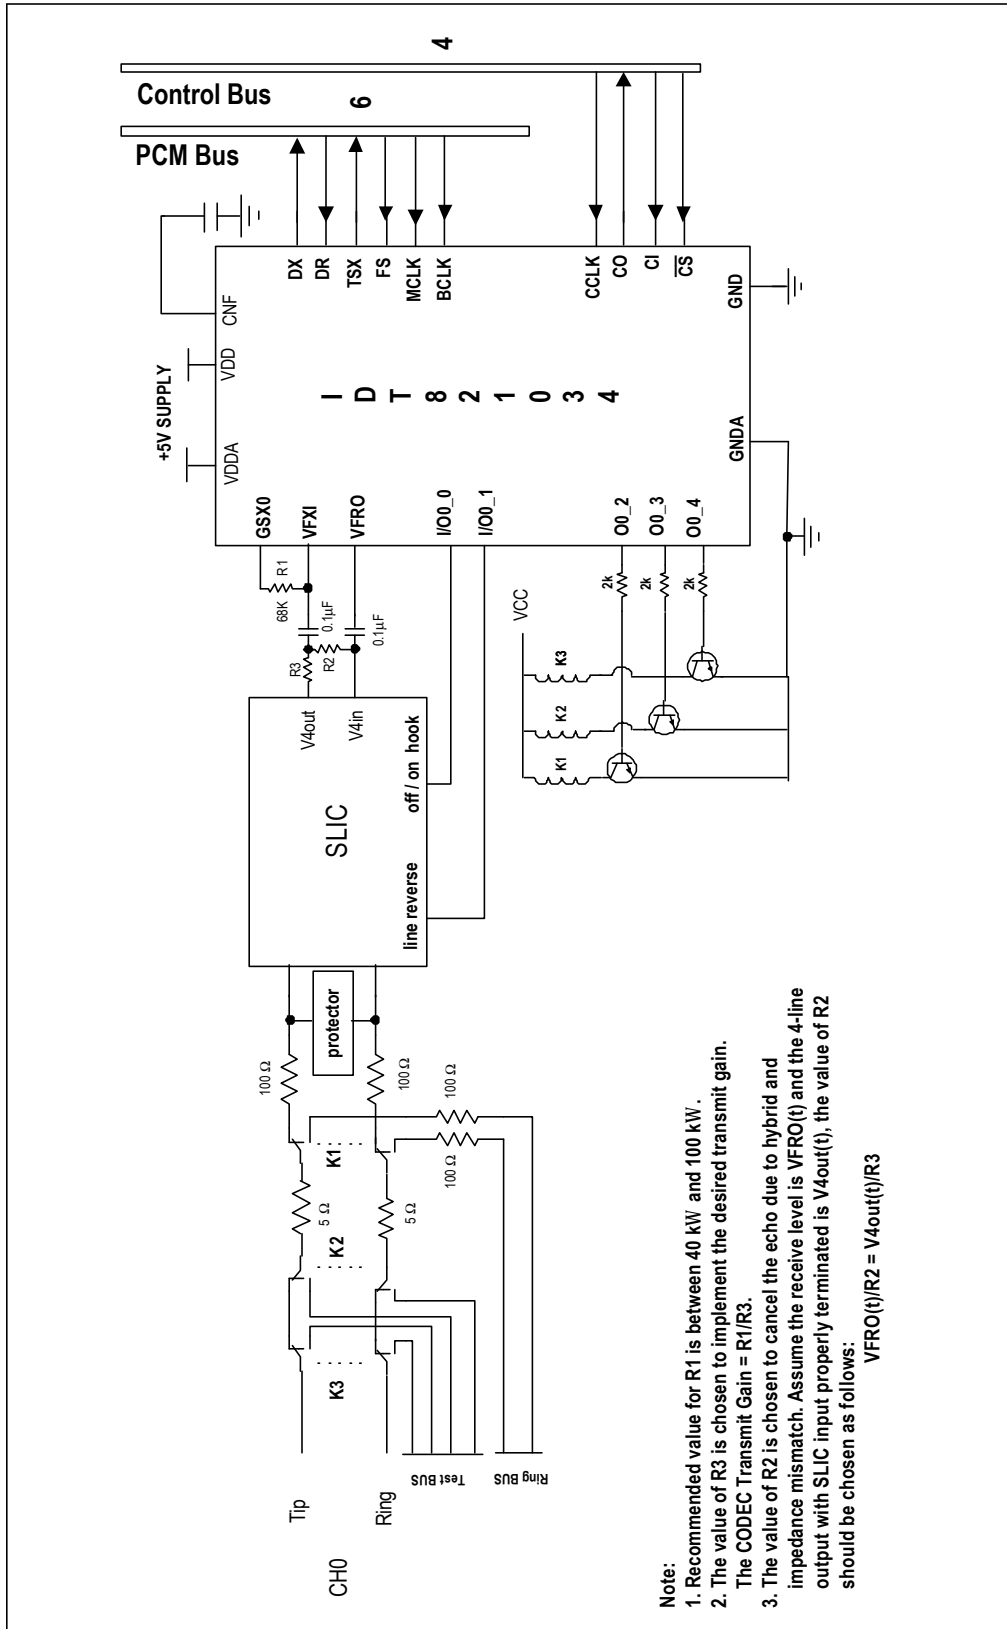 Control Bus
4
PCM Bus
6
DX
DR
TSX
FS
MCLK
BCLK
CCLK
CO
CI
CS
CNF
VDD
VDDA
+5V SUPPLY
GND
GNDA
IDT821034
GSX0
VFXI
VFRO
I/O0_0
I/O0_1
O0_2
O0_3
O0_4
R1
68K
0.1µF
0.1µF
R3
R2
2k
2k
2k
VCC
K3
K2
K1
V4out
V4in
SLIC
off / on hook
line reverse
protector
100 Ω
100 Ω
100 Ω
100 Ω
K1
5 Ω
5 Ω
K2
K3
Tip
Ring
CH0
Test BUS
Ring BUS
Note:
1. Recommended value for R1 is between 40 kW and 100 kW .
2. The value of R3 is chosen to implement the desired transmit gain.
The CODEC Transmit Gain = R1/R3.
3. The value of R2 is chosen to cancel the echo due to hybrid and
impedance mismatch. Assume the receive level is VFRO(t) and the 4-line
output with SLIC input properly terminated is V4out(t), the value of R2
should be chosen as follows:
VFRO(t)/R2 = V4out(t)/R3